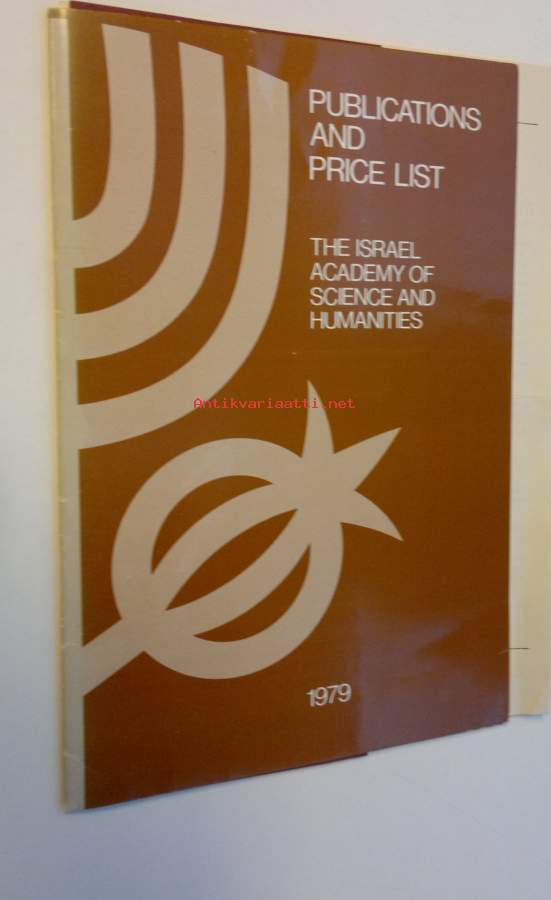 PUBLICATIONS
AND
PRICE LIST
THE ISRAEL
ACADEMY OF
SCIENCE AND
HUMANITIES
Antikvariaatti.net
1979